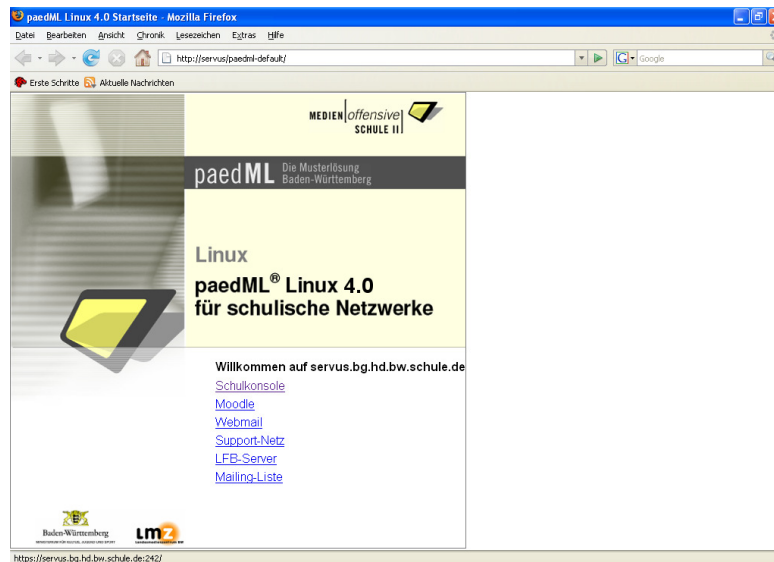 paedML Linux 4.0 Startseite - Mozilla Firefox
Datei Bearbeiten Ansicht Chronik Lesezeichen Extras Hilfe
http://servus/paedml-default/
G Google
Erste Schritte Aktuelle Nachrichten
MEDIEN offensive
SCHULE II
paedML Die Musterlösung
Baden-Württemberg
Linux
paedML® Linux 4.0
für schulische Netzwerke
Willkommen auf servus.bg.hd.bw.schule.de
Schulkonsole
Moodle
Webmail
Support-Netz
LFB-Server
Mailing-Liste
Baden-Württemberg
lmz
https://servus.bg.hd.bw.schule.de:242/